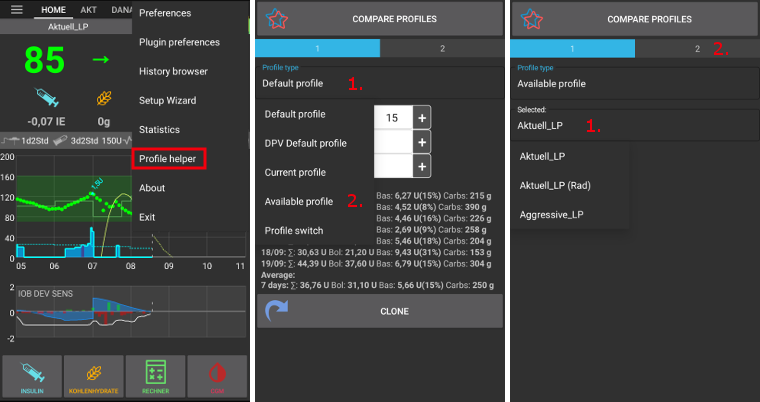 HOME AKT DANA
Aktuell_LP
85
-0,07 IE 0g
1d2Std 3d2Std 150U
200
160
120
80
40
0
1,5U
05 06 07 08 09 10 11
IOB DEV SENS
2
0
-2
INSULIN
KOHLENHYDRATE
RECHNER
CGM
Preferences
Plugin preferences
History browser
Setup Wizard
Statistics
Profile helper
About
Exit
COMPARE PROFILES
1 2
Profile type
Default profile 1.
Default profile
DPV Default profile
Current profile
Available profile 2.
Profile switch
15 +
+
+
Bas: 6,27 U(15%) Carbs: 215 g
Bas: 4,52 U(8%) Carbs: 390 g
Bas: 4,46 U(16%) Carbs: 226 g
Bas: 2,69 U(9%) Carbs: 258 g
Bas: 5,46 U(18%) Carbs: 204 g
18/09: Σ: 30,63 U Bol: 21,20 U Bas: 9,43 U(31%) Carbs: 153 g
19/09: Σ: 44,39 U Bol: 37,60 U Bas: 6,79 U(15%) Carbs: 304 g
Average:
7 days: Σ: 36,76 U Bol: 31,10 U Bas: 5,66 U(15%) Carbs: 250 g
CLONE
COMPARE PROFILES
1 2 2.
Profile type
Available profile
Selected:
Aktuell_LP 1.
Aktuell_LP
Aktuell_LP (Rad)
Aggressive_LP